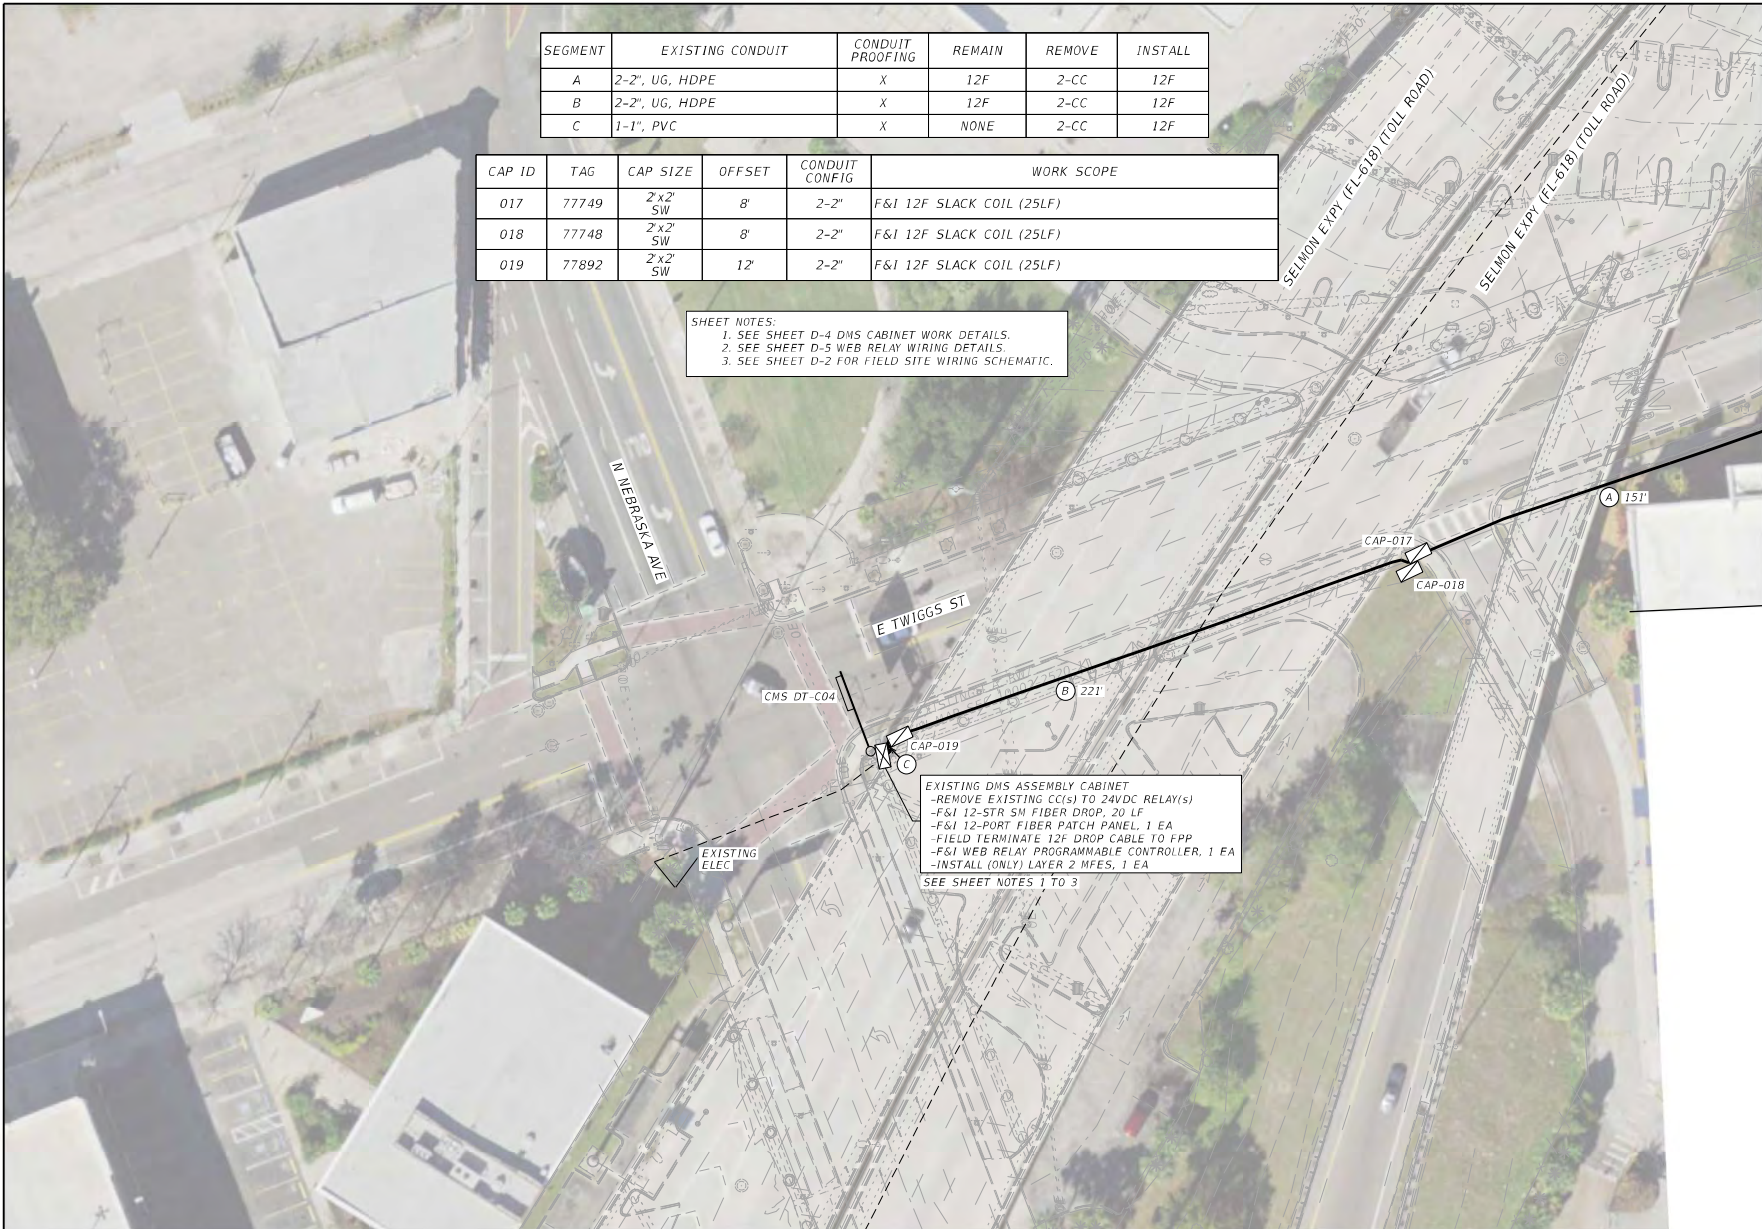 SEGMENT EXISTING CONDUIT CONDUIT PROOFING REMAIN REMOVE INSTALL
A 2-2", UG, HDPE X 12F 2-CC 12F
B 2-2", UG, HDPE X 12F 2-CC 12F
C 1-1", PVC X NONE 2-CC 12F
CAP ID TAG CAP SIZE OFFSET CONDUIT CONFIG WORK SCOPE
017 77749 2'x2' SW 8' 2-2" F&I 12F SLACK COIL (25LF)
018 77748 2'x2' SW 8' 2-2" F&I 12F SLACK COIL (25LF)
019 77892 2'x2' SW 12' 2-2" F&I 12F SLACK COIL (25LF)
SHEET NOTES:
1. SEE SHEET D-4 DMS CABINET WORK DETAILS.
2. SEE SHEET D-5 WEB RELAY WIRING DETAILS.
3. SEE SHEET D-2 FOR FIELD SITE WIRING SCHEMATIC.
SELMON EXPY (FL-618) (TOLL ROAD)
SELMON EXPY (FL-618) (TOLL ROAD)
N NEBRASKA AVE
A 151'
CAP-017
CAP-018
E TWIGGS ST
B 221'
CMS DT-C04
CAP-019
C
EXISTING DMS ASSEMBLY CABINET
-REMOVE EXISTING CC(s) TO 24VDC RELAY(s)
-F&I 12-STR SM FIBER DROP, 20 LF
-F&I 12-PORT FIBER PATCH PANEL, 1 EA
-FIELD TERMINATE 12F DROP CABLE TO FPP
-F&I WEB RELAY PROGRAMMABLE CONTROLLER, 1 EA
-INSTALL (ONLY) LAYER 2 MFES, 1 EA
SEE SHEET NOTES 1 TO 3
EXISTING
ELEC